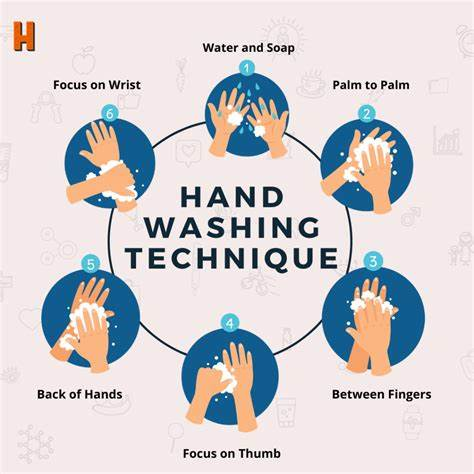 H
Water and Soap
1
Palm to Palm
2
Between Fingers
3
Focus on Thumb
4
Back of Hands
5
Focus on Wrist
6
HAND
WASHING
TECHNIQUE